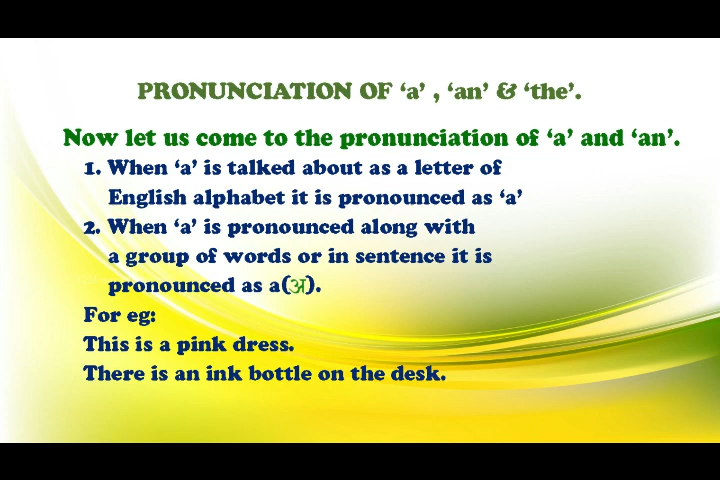 PRONUNCIATION OF ‘a’ , ‘an’ & ‘the’.
Now let us come to the pronunciation of ‘a’ and ‘an’.
1. When ‘a’ is talked about as a letter of
English alphabet it is pronounced as ‘a’
2. When ‘a’ is pronounced along with
a group of words or in sentence it is
pronounced as a(अ).
For eg:
This is a pink dress.
There is an ink bottle on the desk.